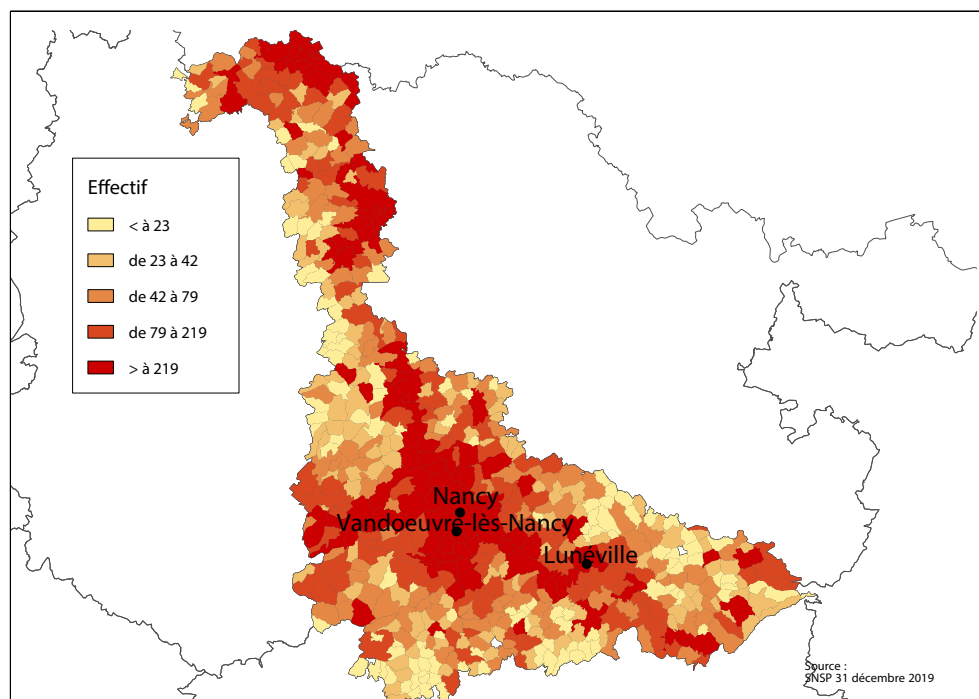 Effectif
< à 23
de 23 à 42
de 42 à 79
de 79 à 219
> à 219
Nancy
Vandoeuvre-lès-Nancy
Lunéville
Source :
SNSP 31 décembre 2019